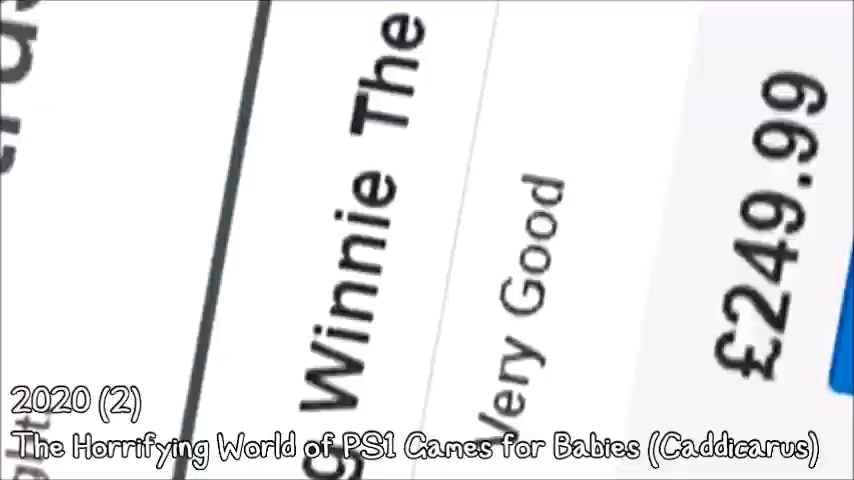 g Winnie The
Very Good
£249.99
2020 (2)
The Horrifying World of PS1 Games for Babies (Caddicarus)